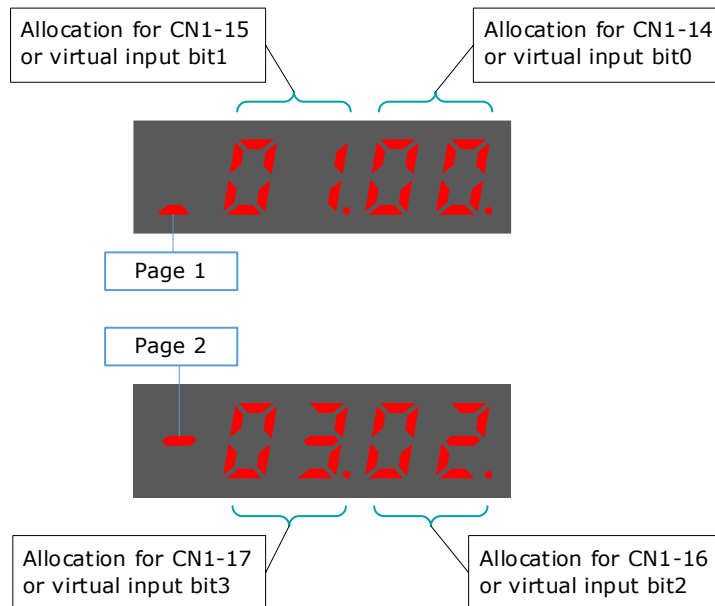 Allocation for CN1-15
or virtual input bit1
Allocation for CN1-14
or virtual input bit0
_01.00.
Page 1
Page 2
-03.02.
Allocation for CN1-17
or virtual input bit3
Allocation for CN1-16
or virtual input bit2